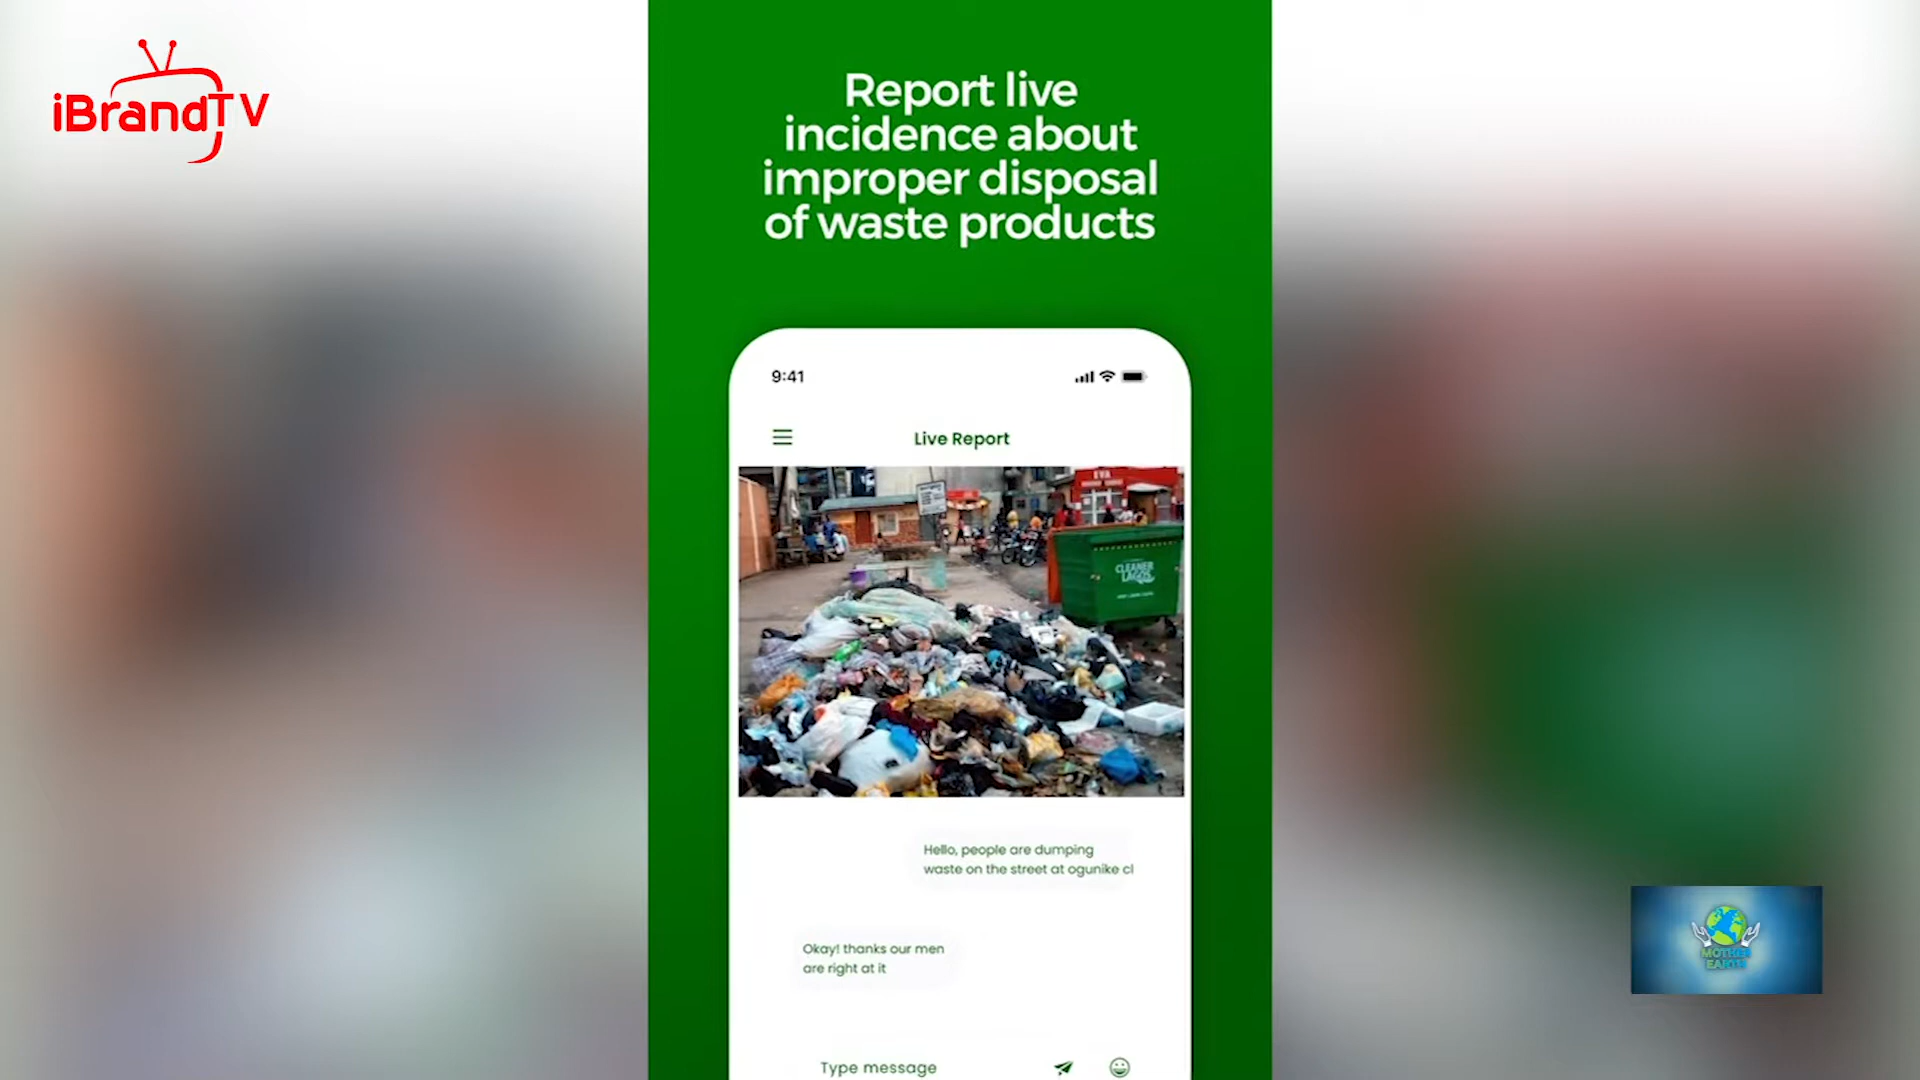 iBrandTV
Report live
incidence about
improper disposal
of waste products
9:41
Live Report
CLEANER
LAGOS
Hello, people are dumping
waste on the street at ogunike cl
Okay! thanks our men
are right at it
Type message
MOTHER
EARTH